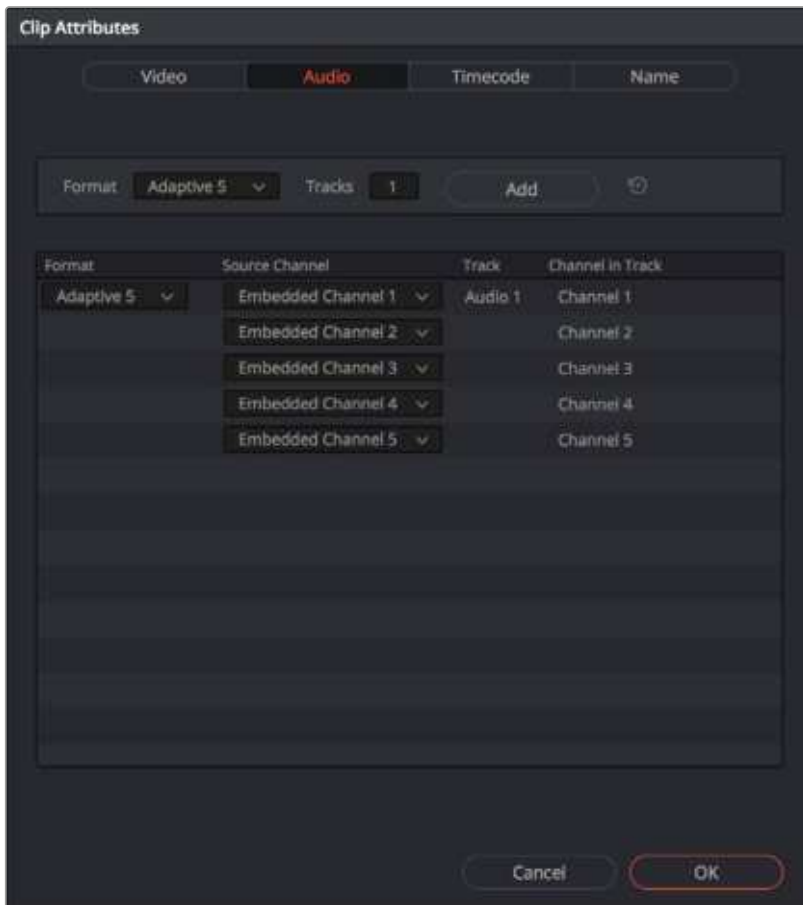 Clip Attributes
Video Audio Timecode Name
Format Adaptive 5 Tracks 1 Add
Format Source Channel Track Channel in Track
Adaptive 5 Embedded Channel 1 Audio 1 Channel 1
Embedded Channel 2 Channel 2
Embedded Channel 3 Channel 3
Embedded Channel 4 Channel 4
Embedded Channel 5 Channel 5
Cancel OK